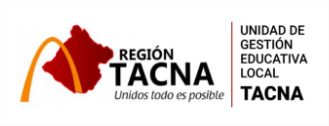 REGIÓN
TACNA
Unidos todo es posible
UNIDAD DE
GESTIÓN
EDUCATIVA
LOCAL
TACNA